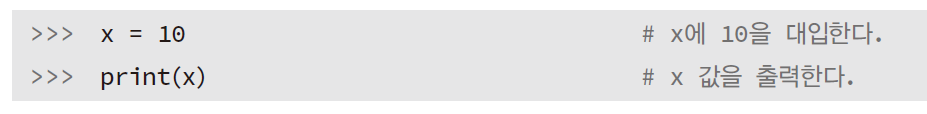 >>> x = 10 # x에 10을 대입한다.
>>> print(x) # x 값을 출력한다.